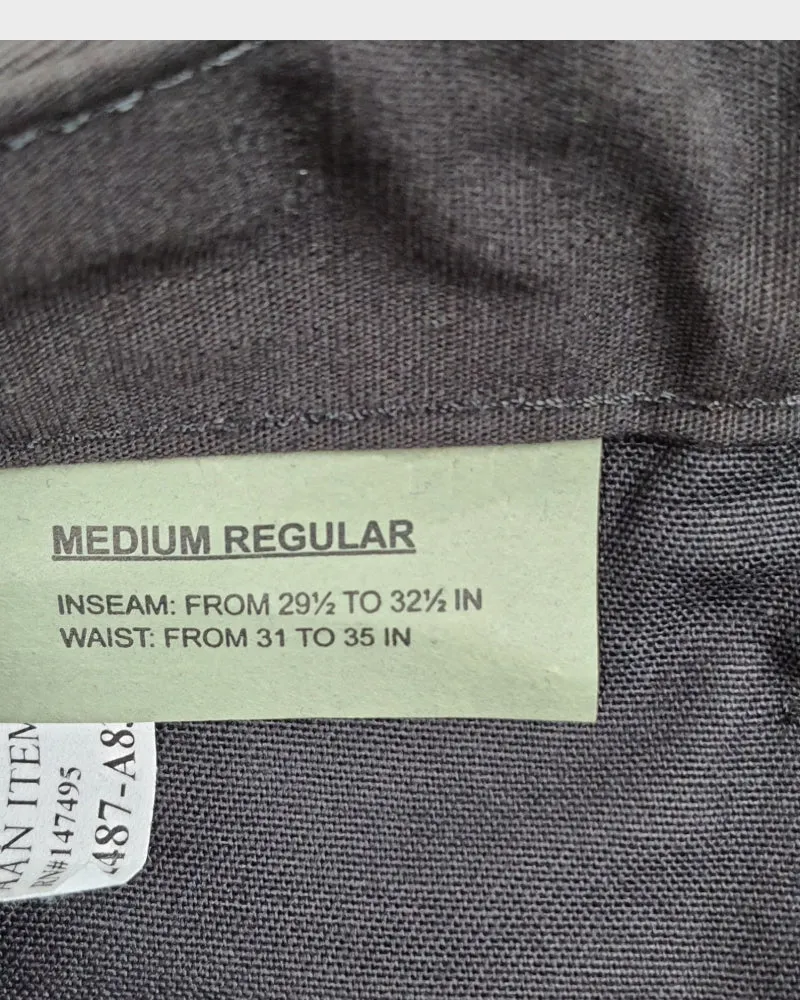 MEDIUM REGULAR
INSEAM: FROM 29½ TO 32½ IN
WAIST: FROM 31 TO 35 IN
RN#147495